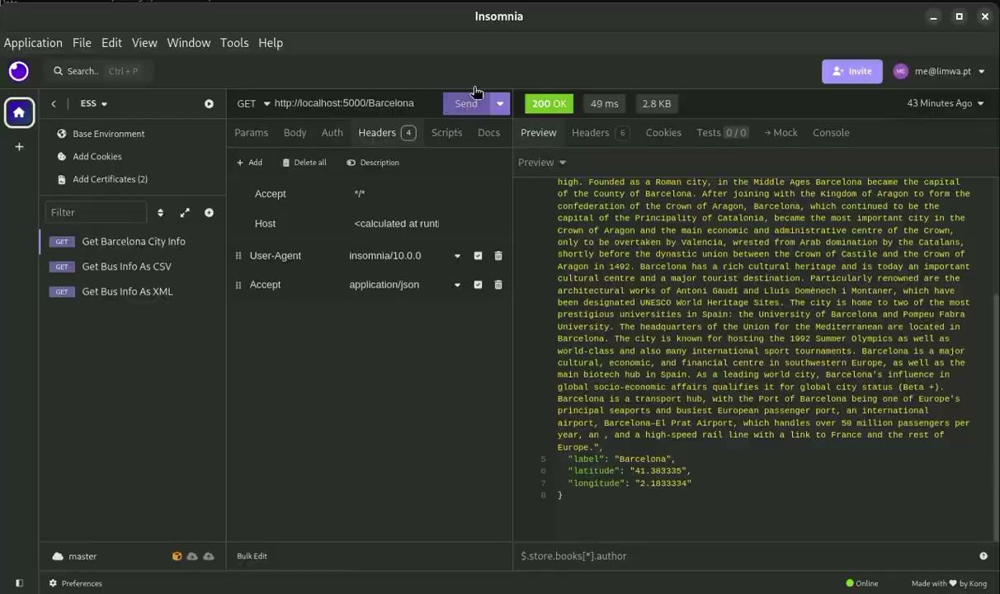 Insomnia
Application File Edit View Window Tools Help
Search.. Ctrl + P
Invite
ME me@limwa.pt
ESS
GET http://localhost:5000/Barcelona Send
200 OK 49 ms 2.8 KB 43 Minutes Ago
Base Environment
Add Cookies
Add Certificates (2)
Filter
GET Get Barcelona City Info
GET Get Bus Info As CSV
GET Get Bus Info As XML
Params Body Auth Headers 4 Scripts Docs
Add Delete all Description
Accept */*
Host <calculated at runti
User-Agent insomnia/10.0.0
Accept application/json
Preview Headers 6 Cookies Tests 0 / 0 Mock Console
Preview
high. Founded as a Roman city, in the Middle Ages Barcelona became the capital
of the County of Barcelona. After joining with the Kingdom of Aragon to form the
confederation of the Crown of Aragon, Barcelona, which continued to be the
capital of the Principality of Catalonia, became the most important city in the
Crown of Aragon and the main economic and administrative centre of the Crown,
only to be overtaken by Valencia, wrested from Arab domination by the Catalans,
shortly before the dynastic union between the Crown of Castile and the Crown of
Aragon in 1492. Barcelona has a rich cultural heritage and is today an important
cultural centre and a major tourist destination. Particularly renowned are the
architectural works of Antoni Gaudí and Lluís Domènech i Montaner, which have
been designated UNESCO World Heritage Sites. The city is home to two of the most
prestigious universities in Spain: the University of Barcelona and Pompeu Fabra
University. The headquarters of the Union for the Mediterranean are located in
Barcelona. The city is known for hosting the 1992 Summer Olympics as well as
world-class and also many international sport tournaments. Barcelona is a major
cultural, economic, and financial centre in southwestern Europe, as well as the
main biotech hub in Spain. As a leading world city, Barcelona's influence in
global socio-economic affairs qualifies it for global city status (Beta +).
Barcelona is a transport hub, with the Port of Barcelona being one of Europe's
principal seaports and busiest European passenger port, an international
airport, Barcelona–El Prat Airport, which handles over 50 million passengers per
year, an , and a high-speed rail line with a link to France and the rest of
Europe.",
5 "label": "Barcelona",
6 "latitude": "41.383335",
7 "longitude": "2.1833334"
8 }
master
Bulk Edit
$.store.books[*].author
Preferences
Online
Made with ❤ by Kong